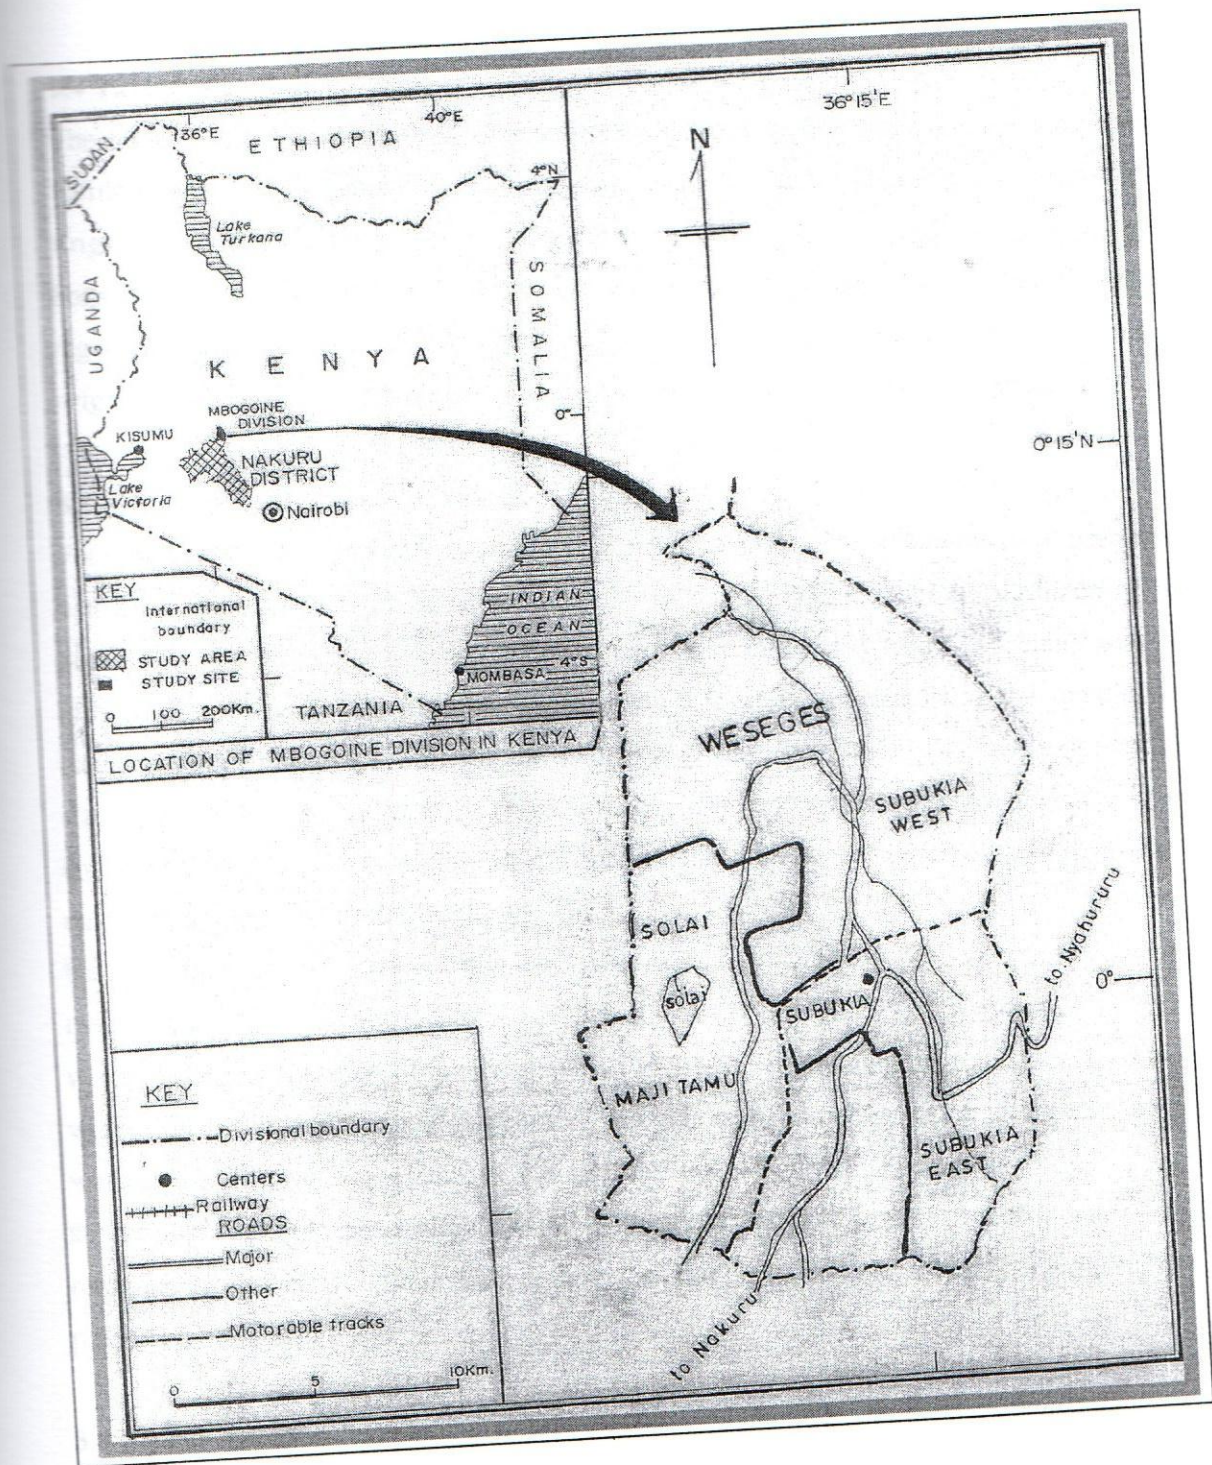 36°E
40°E
ETHIOPIA
SUDAN
4°N
Lake
Turkana
UGANDA
SOMALIA
KENYA
MBOGOINE
DIVISION
0°
KISUMU
NAKURU
DISTRICT
Lake
Victoria
Nairobi
INDIAN
OCEAN
4°S
MOMBASA
TANZANIA
KEY
International
boundary
STUDY AREA
STUDY SITE
0 100 200Km.
LOCATION OF MBOGOINE DIVISION IN KENYA
36°15'E
N
0°15'N
WESEGES
SUBUKIA
WEST
SOLAI
solai
SUBUKIA
to Nyahururu
0°
MAJI TAMU
SUBUKIA
EAST
to Nakuru
KEY
Divisional boundary
Centers
Railway
ROADS
Major
Other
Motorable tracks
0 5 10Km.